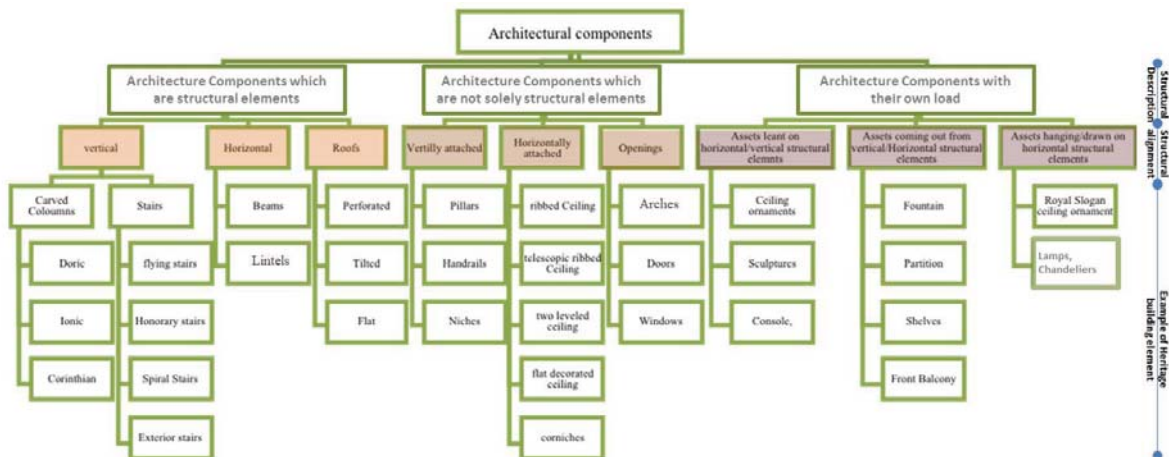 Architectural components
Architecture Components which
are structural elements
Architecture Components which
are not solely structural elements
Architecture Components with
their own load
vertical
Horizontal
Roofs
Vertilly attached
Horizontally
attached
Openings
Assets leant on
horizontal/vertical structural
elemnts
Assets coming out from
vertical/Horizontal structural
elements
Assets hanging/drawn on
horizontal structural
elements
Carved
Coloumns
Stairs
Beams
Perforated
Pillars
ribbed Ceiling
Arches
Ceiling
ornaments
Fountain
Royal Slogan
ceiling ornament
Doric
flying stairs
Lintels
Tilted
Handrails
telescopic ribbed
Ceiling
Doors
Sculptures
Partition
Lamps,
Chandeliers
Ionic
Honorary stairs
Flat
Niches
two leveled
ceiling
Windows
Console,
Shelves
Corinthian
Spiral Stairs
flat decorated
ceiling
Front Balcony
Exterior stairs
corniches
Structural
Description
Structural
alignment
Example of Heritage
building element